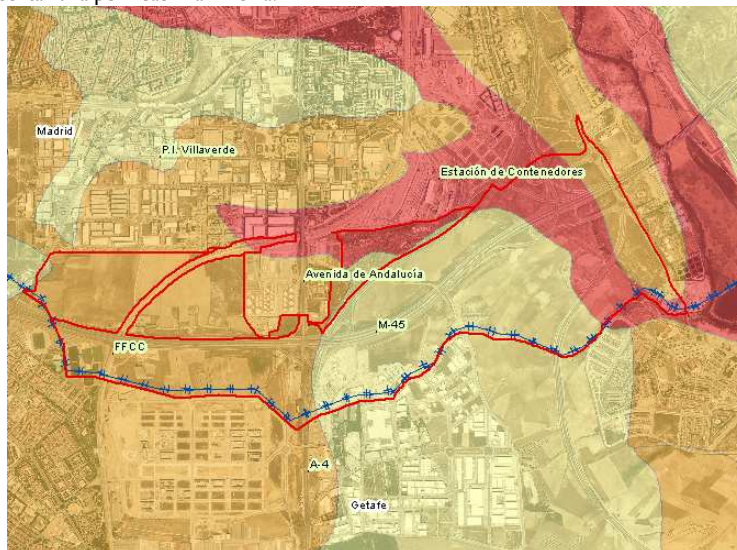 Madrid
P.I. Villaverde
Estación de Contenedores
Avenida de Andalucía
M-45
FFCC
A-4
Getafe